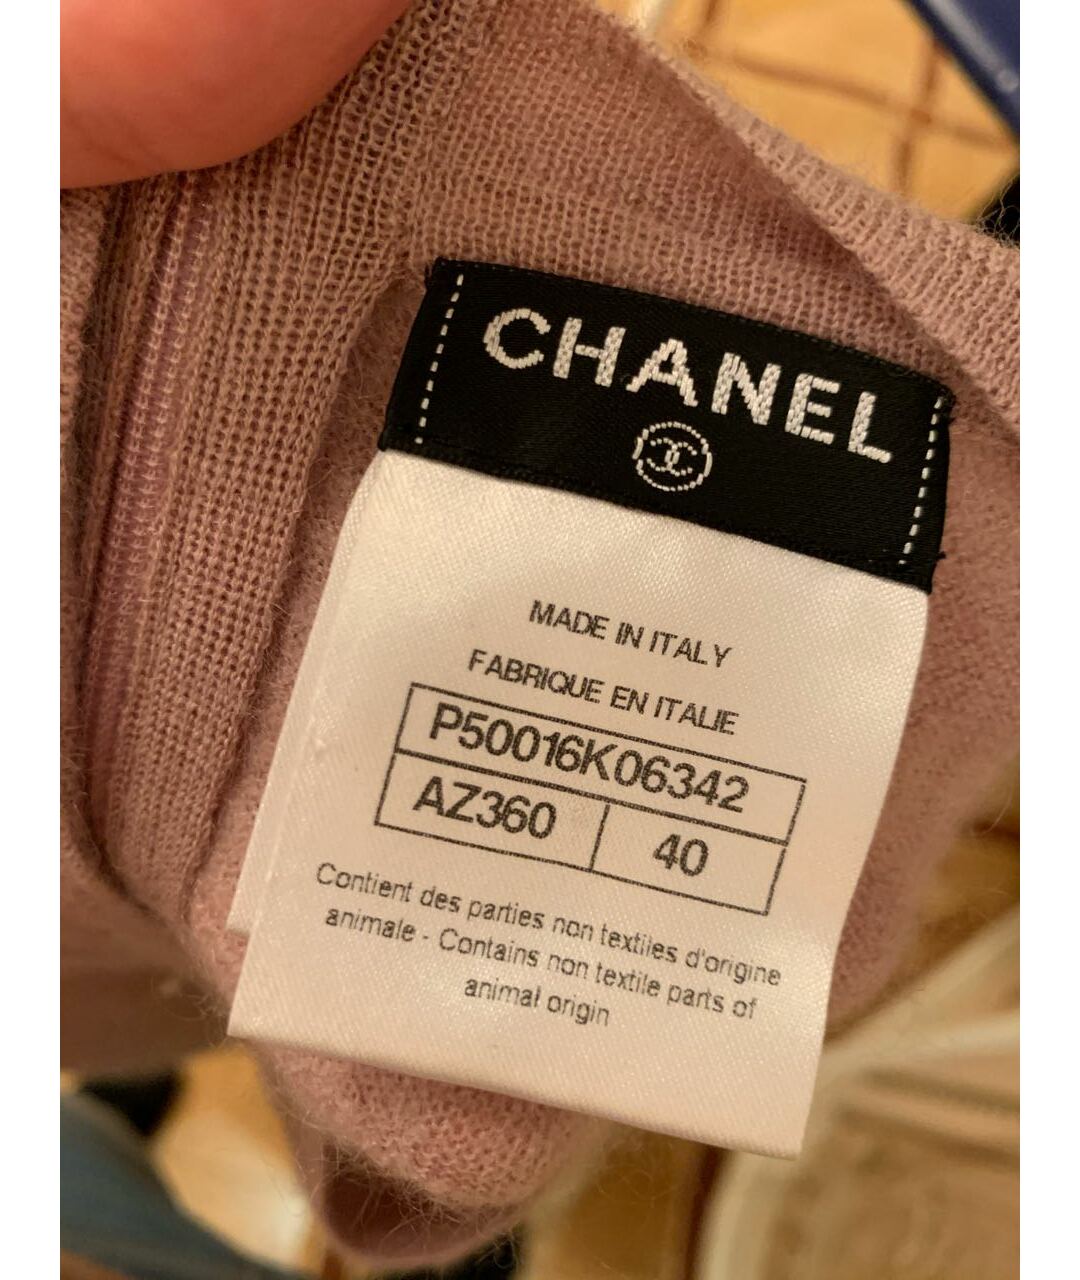 CHANEL
MADE IN ITALY
FABRIQUE EN ITALIE
P50016K06342
AZ360 40
Contient des parties non textiles d'origine
animale - Contains non textile parts of
animal origin